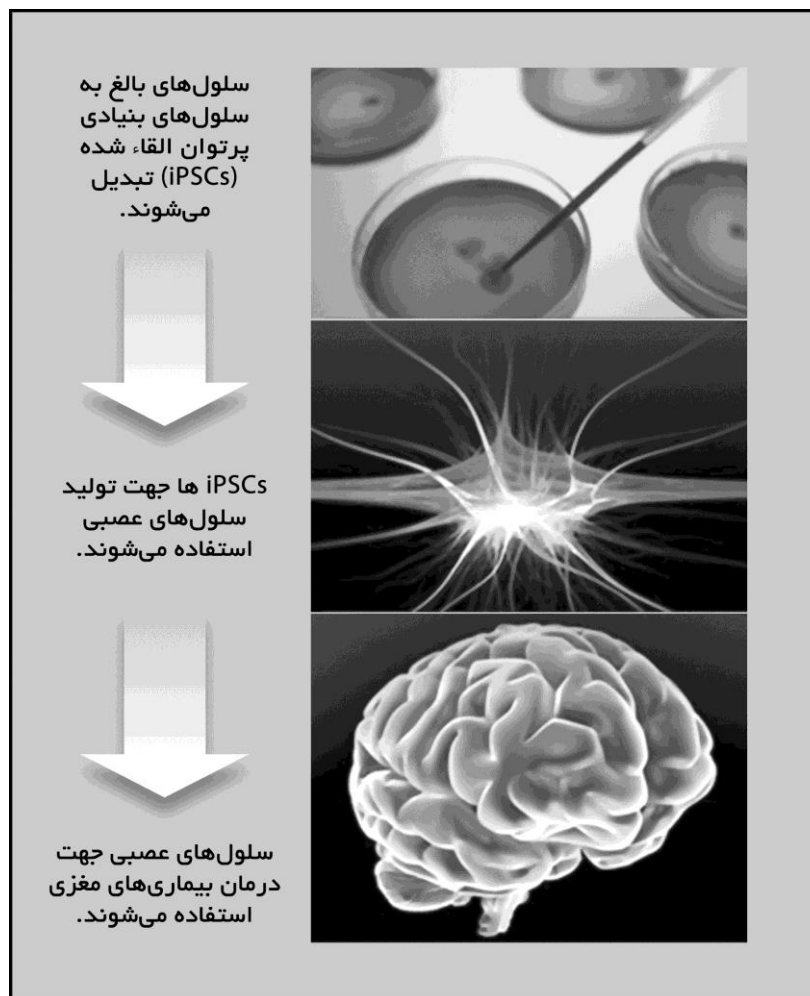 سلول‌های بالغ به
سلول‌های بنیادی
پرتوان القاء شده
(iPSCs) تبدیل
می‌شوند.
iPSCs ها جهت تولید
سلول‌های عصبی
استفاده می‌شوند.
سلول‌های عصبی جهت
درمان بیماری‌های مغزی
استفاده می‌شوند.